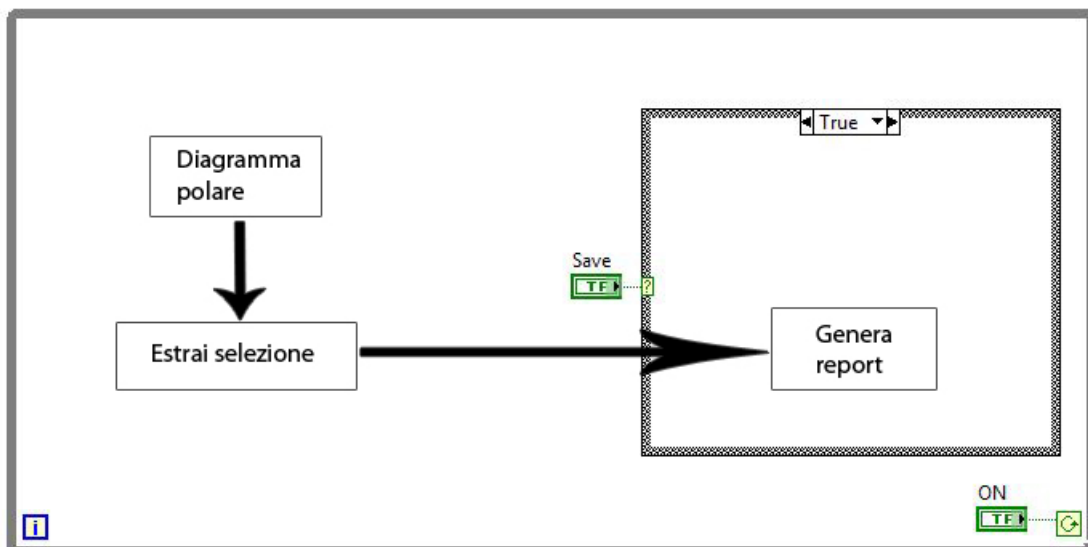 True
Diagramma
polare
Save
TF
?
Estrai selezione
Genera
report
ON
TF
i